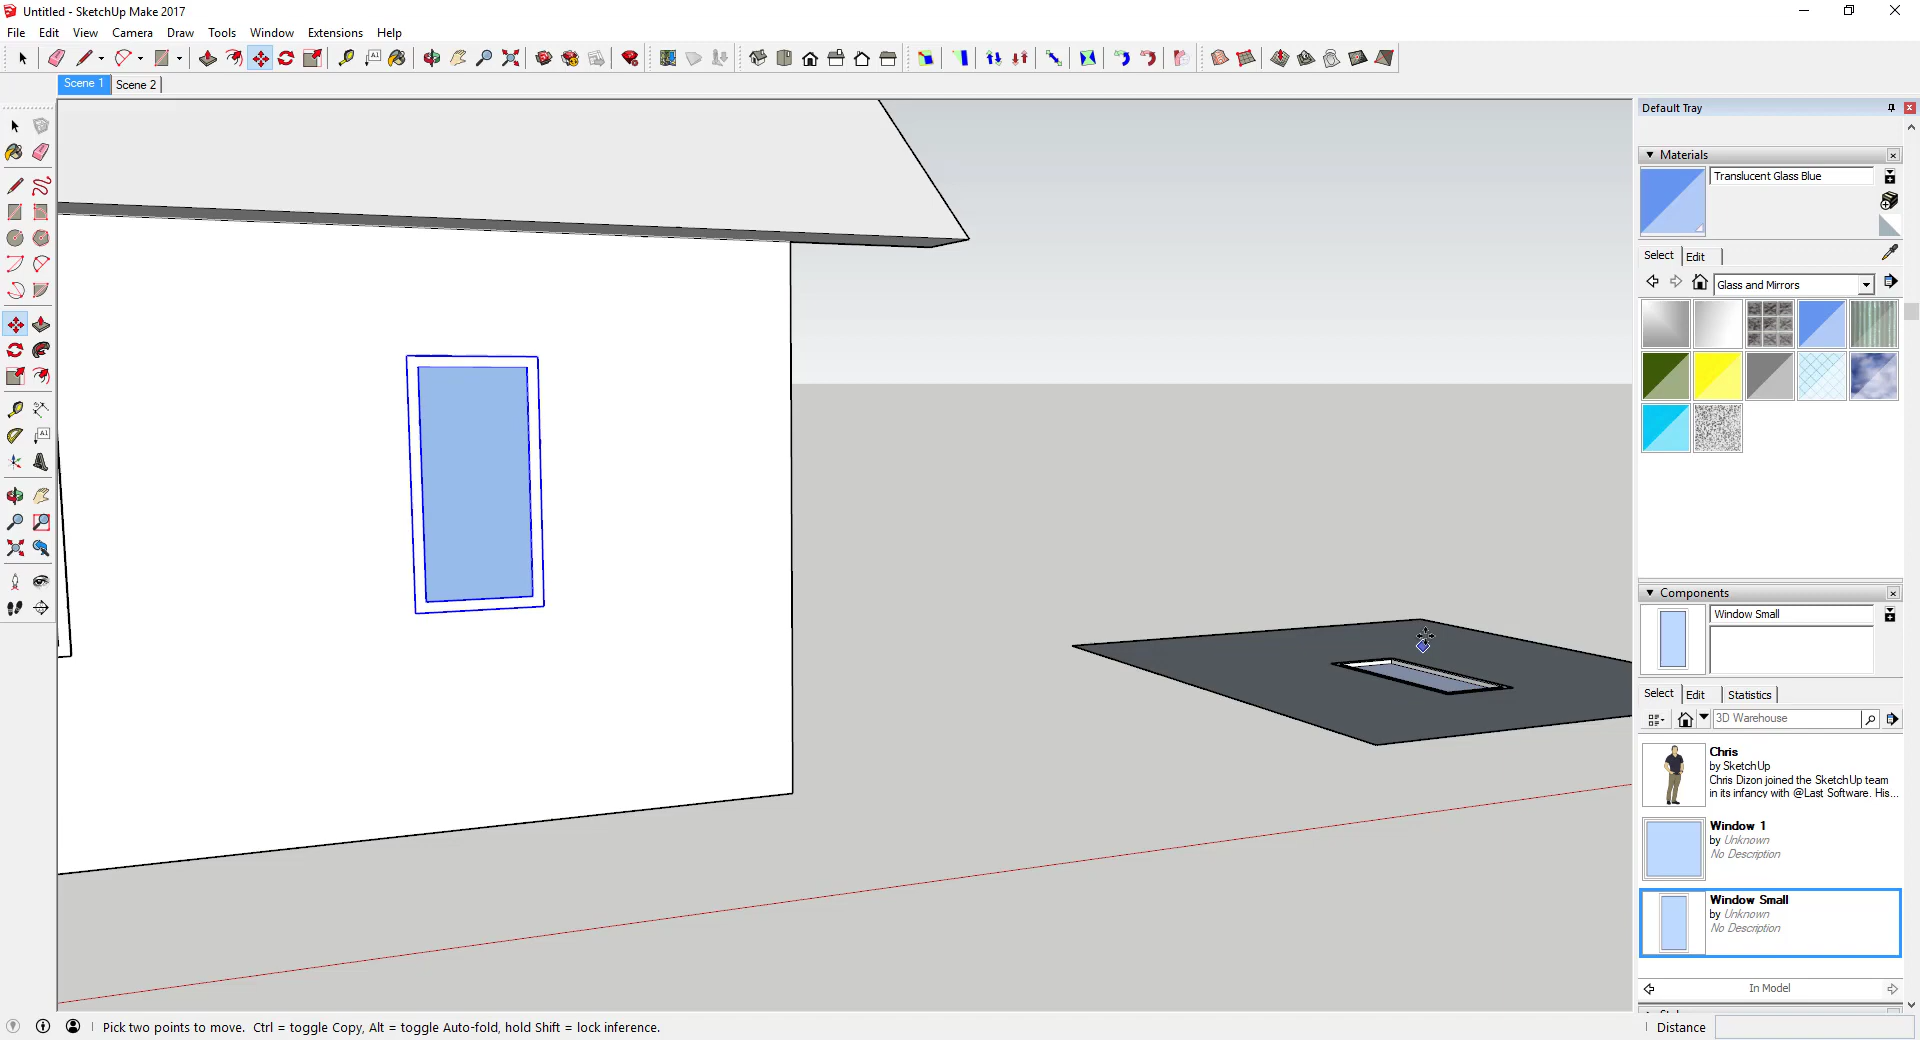 Untitled - SketchUp Make 2017
File Edit View Camera Draw Tools Window Extensions Help
Scene 1 Scene 2
Default Tray
Materials
Translucent Glass Blue
Select Edit
Glass and Mirrors
Components
Window Small
Select Edit Statistics
3D Warehouse
Chris
by SketchUp
Chris Dizon joined the SketchUp team
in its infancy with @Last Software. His...
Window 1
by Unknown
No Description
Window Small
by Unknown
No Description
In Model
Pick two points to move. Ctrl = toggle Copy, Alt = toggle Auto-fold, hold Shift = lock inference.
Distance